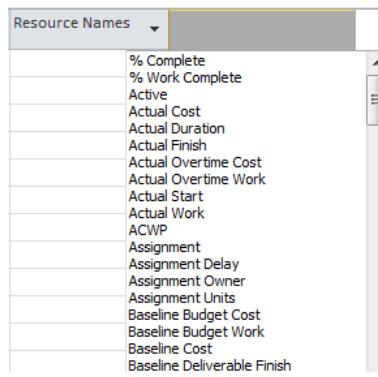 Resource Names
% Complete
% Work Complete
Active
Actual Cost
Actual Duration
Actual Finish
Actual Overtime Cost
Actual Overtime Work
Actual Start
Actual Work
ACWP
Assignment
Assignment Delay
Assignment Owner
Assignment Units
Baseline Budget Cost
Baseline Budget Work
Baseline Cost
Baseline Deliverable Finish